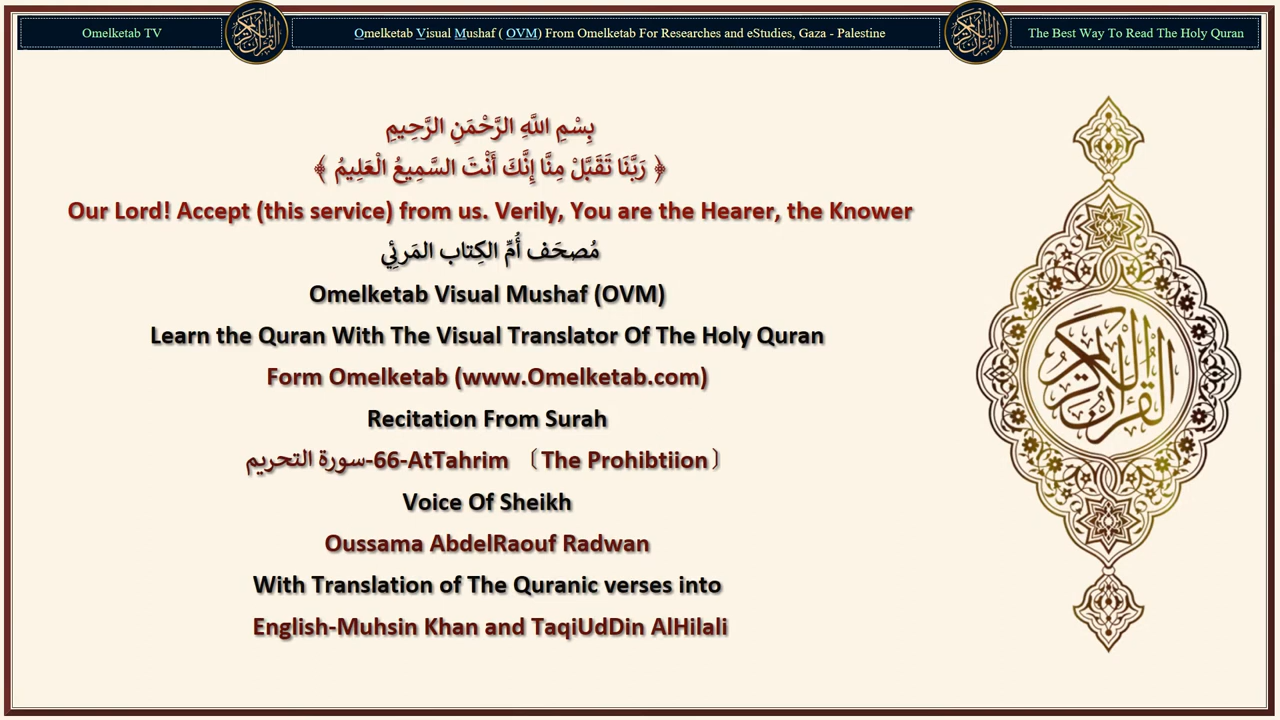 Omelketab TV
Omelketab Visual Mushaf ( OVM) From Omelketab For Researches and eStudies, Gaza - Palestine
The Best Way To Read The Holy Quran
بِسْمِ اللَّهِ الرَّحْمَنِ الرَّحِيمِ
﴿ رَبَّنَا تَقَبَّلْ مِنَّا إِنَّكَ أَنْتَ السَّمِيعُ الْعَلِيمُ ﴾
Our Lord! Accept (this service) from us. Verily, You are the Hearer, the Knower
مُصحَف أُمِّ الكِتاب المَرئِي
Omelketab Visual Mushaf (OVM)
Learn the Quran With The Visual Translator Of The Holy Quran
Form Omelketab (www.Omelketab.com)
Recitation From Surah
سورة التحريم-66-AtTahrim 〔The Prohibtiion〕
Voice Of Sheikh
Oussama AbdelRaouf Radwan
With Translation of The Quranic verses into
English-Muhsin Khan and TaqiUdDin AlHilali
القرآن الكريم